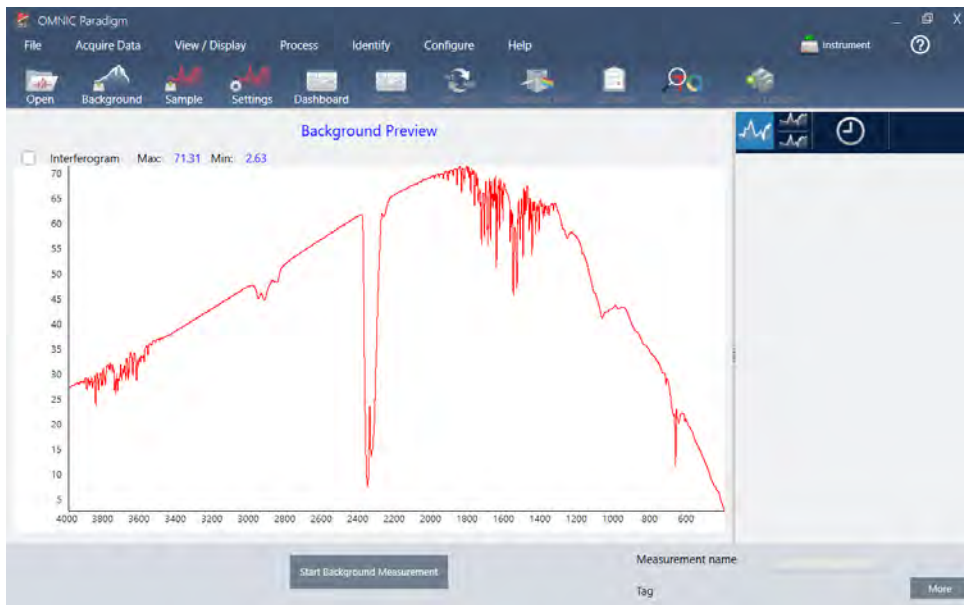 OMNIC Paradigm
File Acquire Data View / Display Process Identify Configure Help Instrument
Open Background Sample Settings Dashboard
Background Preview
Interferogram Max: 71.31 Min: 2.63
70
65
60
55
50
45
40
35
30
25
20
15
10
5
4000 3800 3600 3400 3200 3000 2800 2600 2400 2200 2000 1800 1600 1400 1200 1000 800 600
Start Background Measurement
Measurement name
Tag
More